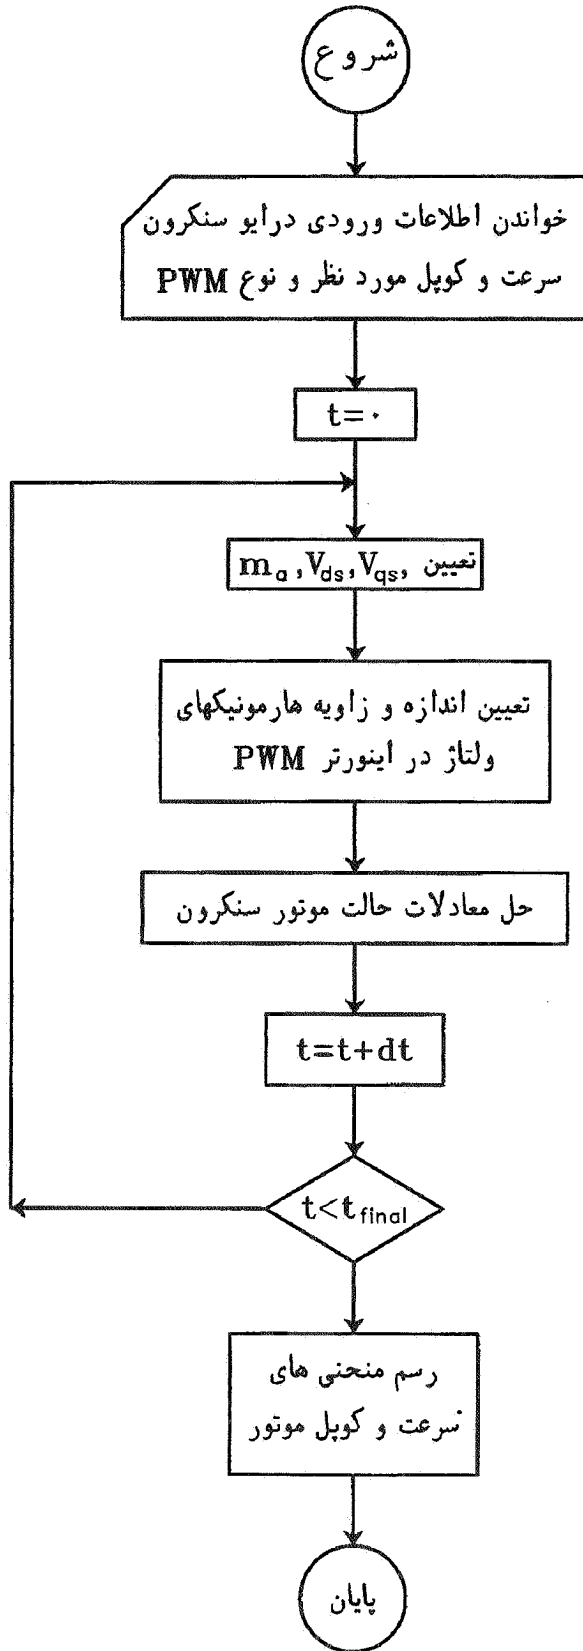 شروع
خواندن اطلاعات ورودی درایو سنکرون
سرعت و کوپل مورد نظر و نوع PWM
t=۰
تعیین ,m_a ,V_ds,V_qs
تعیین اندازه و زاویه هارمونیکهای
ولتاژ در اینورتر PWM
حل معادلات حالت موتور سنکرون
t=t+dt
t<t_final
رسم منحنی های
سرعت و کوپل موتور
پایان